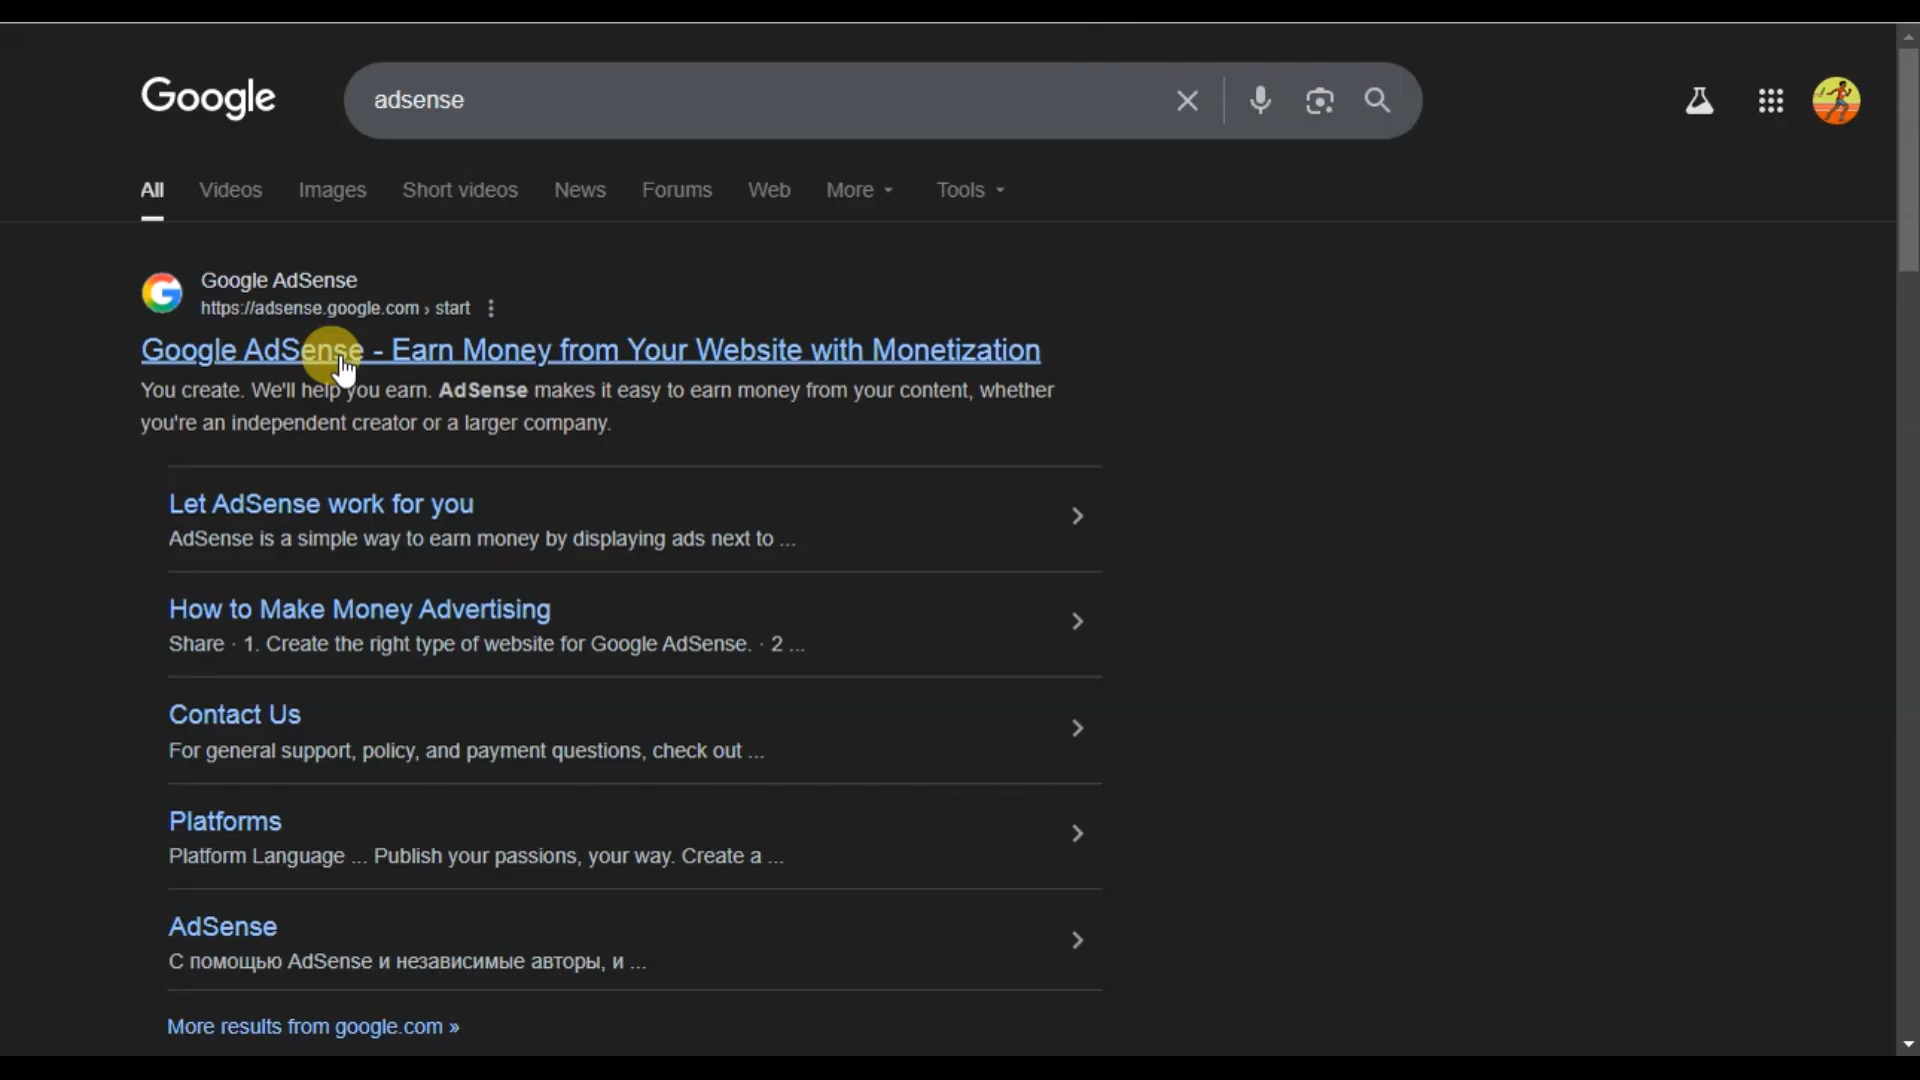 Google
adsense
All Videos Images Short videos News Forums Web More Tools
Google AdSense
https://adsense.google.com › start
Google AdSense - Earn Money from Your Website with Monetization
You create. We'll help you earn. AdSense makes it easy to earn money from your content, whether
you're an independent creator or a larger company.
Let AdSense work for you
AdSense is a simple way to earn money by displaying ads next to ...
How to Make Money Advertising
Share · 1. Create the right type of website for Google AdSense. · 2 ...
Contact Us
For general support, policy, and payment questions, check out ...
Platforms
Platform Language ... Publish your passions, your way. Create a ...
AdSense
С помощью AdSense и независимые авторы, и ...
More results from google.com »